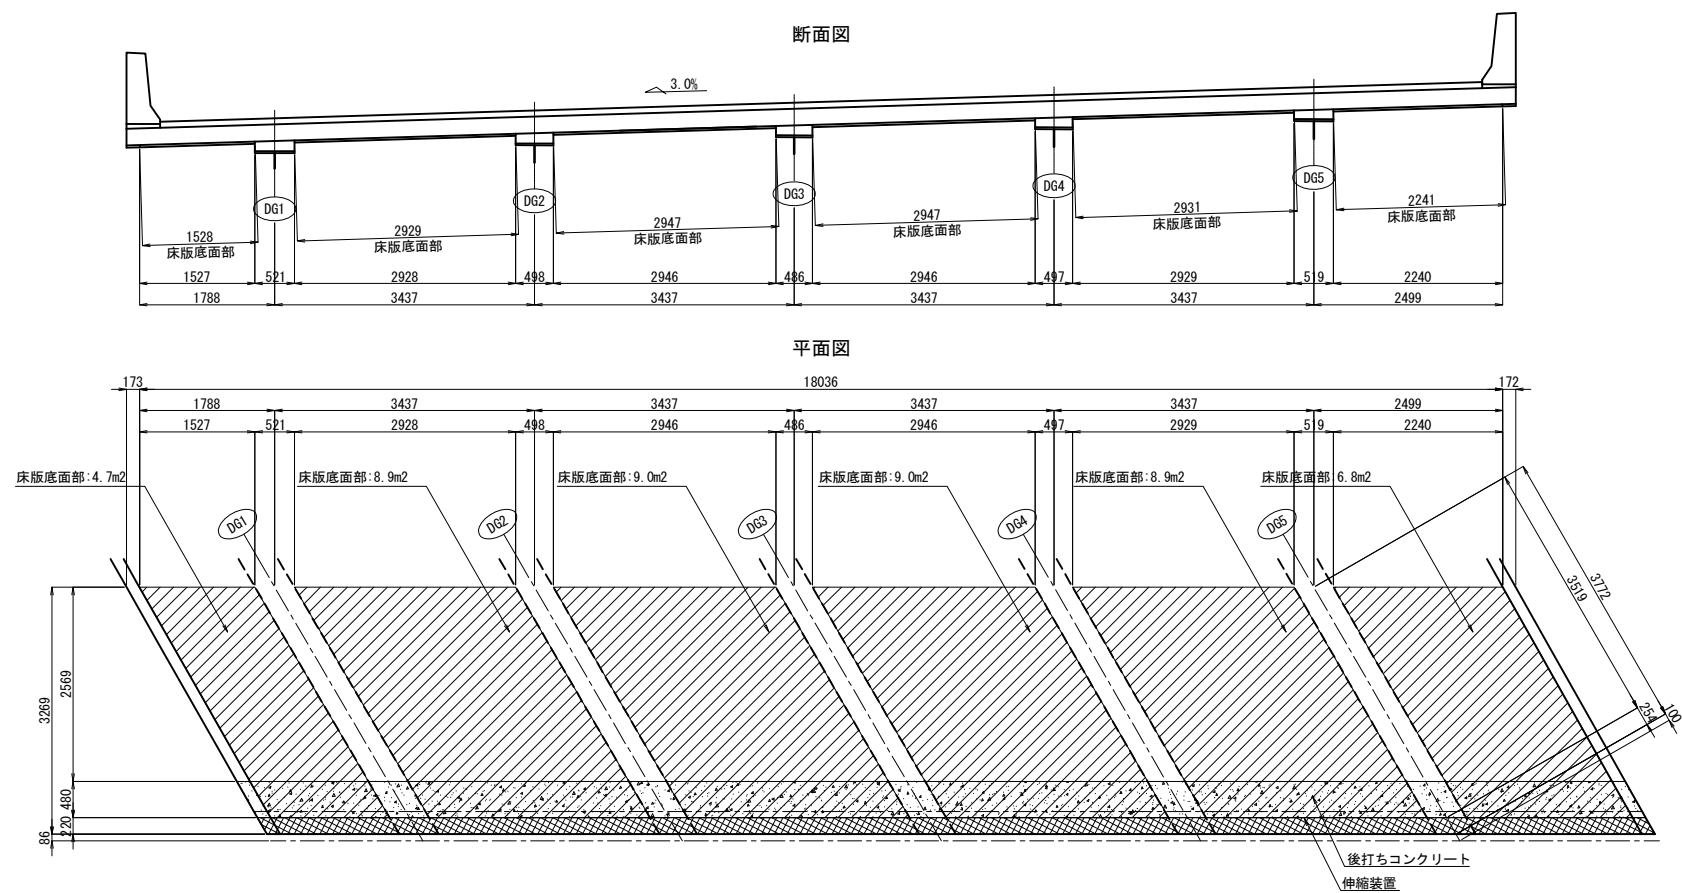 断面図
3.0%
DG1
DG2
DG3
DG4
DG5
1528
床版底面部
2929
床版底面部
2947
床版底面部
2947
床版底面部
2931
床版底面部
2241
床版底面部
1527 521 2928 498 2946 486 2946 497 2929 519 2240
1788 3437 3437 3437 3437 2499
平面図
173 18036 172
1788 3437 3437 3437 3437 2499
1527 521 2928 498 2946 486 2946 497 2929 519 2240
床版底面部:4.7m2
床版底面部:8.9m2
床版底面部:9.0m2
床版底面部:9.0m2
床版底面部:8.9m2
床版底面部:6.8m2
DG1
DG2
DG3
DG4
DG5
3772
3519
254
100
3269
2569
480
220
86
後打ちコンクリート
伸縮装置